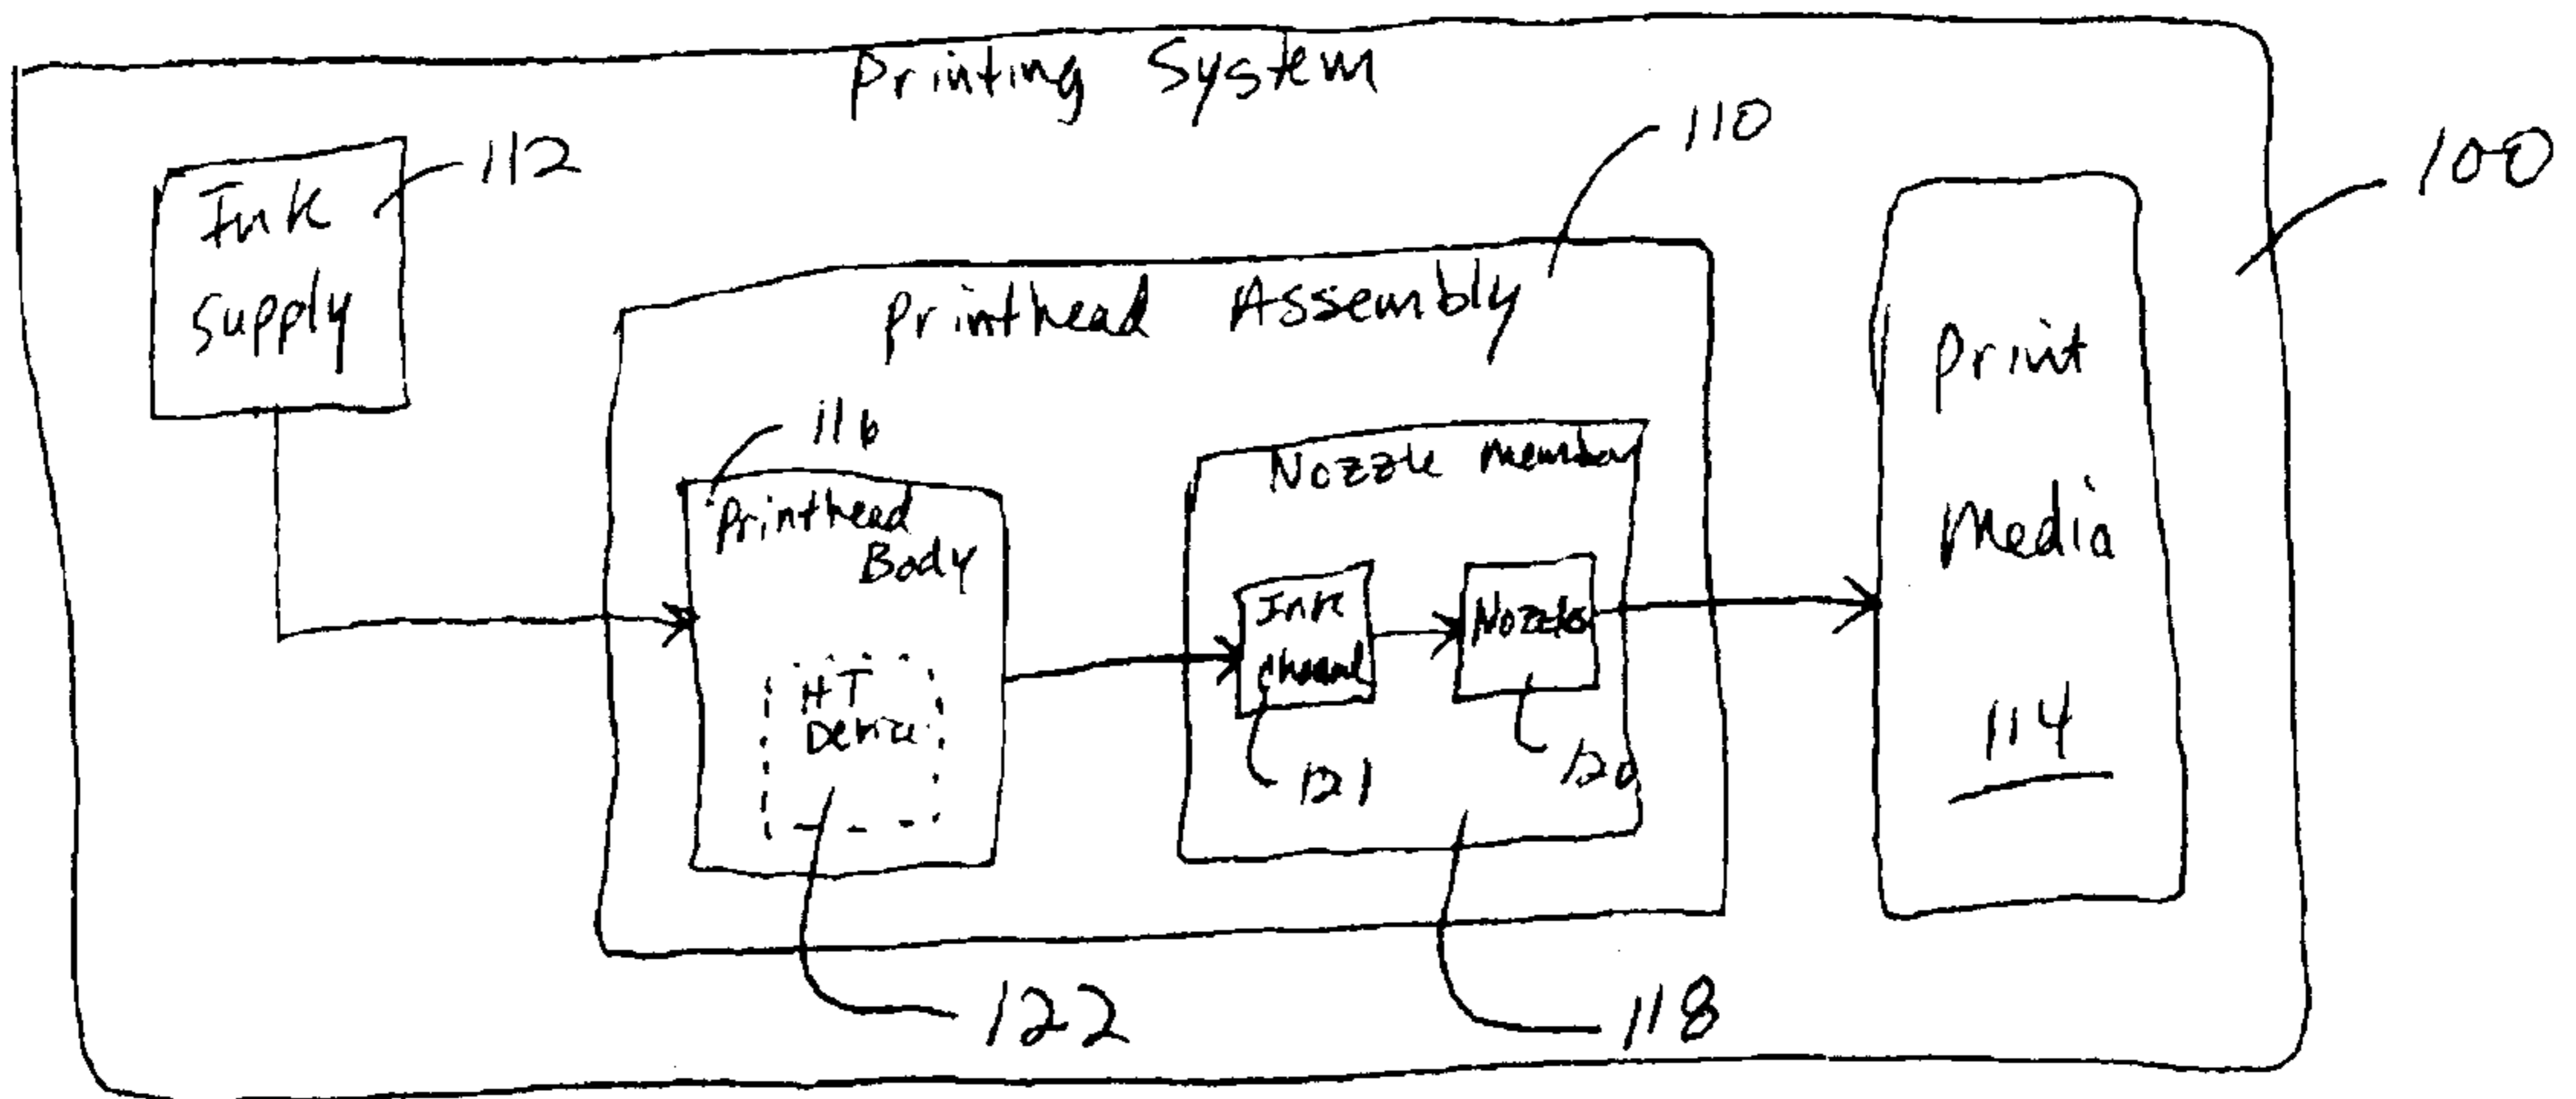 Printing System
110
100
112
Ink
Supply
Printhead Assembly
Print
Media
114
116
Printhead
Body
HT
Device
122
Nozzle Member
Ink
Channel
121
Nozzles
120
118